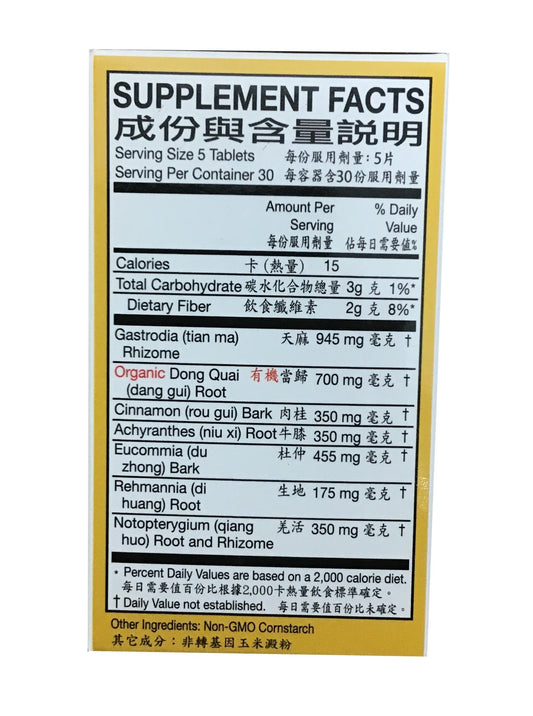 SUPPLEMENT FACTS
成份與含量説明
Serving Size 5 Tablets 每份服用劑量：5片
Serving Per Container 30 每容器含30份服用劑量
Amount Per % Daily
Serving Value
每份服用劑量 佔每日需要值%
Calories 卡（熱量） 15
Total Carbohydrate 碳水化合物總量 3g 克 1%*
Dietary Fiber 飲食纖維素 2g 克 8%*
Gastrodia (tian ma) 天麻 945 mg 毫克 †
Rhizome
Organic Dong Quai 有機當歸 700 mg 毫克 †
(dang gui) Root
Cinnamon (rou gui) Bark 肉桂 350 mg 毫克 †
Achyranthes (niu xi) Root 牛膝 350 mg 毫克 †
Eucommia (du 杜仲 455 mg 毫克 †
zhong) Bark
Rehmannia (di 生地 175 mg 毫克 †
huang) Root
Notopterygium (qiang 羌活 350 mg 毫克 †
huo) Root and Rhizome
* Percent Daily Values are based on a 2,000 calorie diet.
每日需要值百份比根據2,000卡熱量飲食標準確定。
† Daily Value not established. 每日需要值百份比未確定。
Other Ingredients: Non-GMO Cornstarch
其它成分：非轉基因玉米澱粉